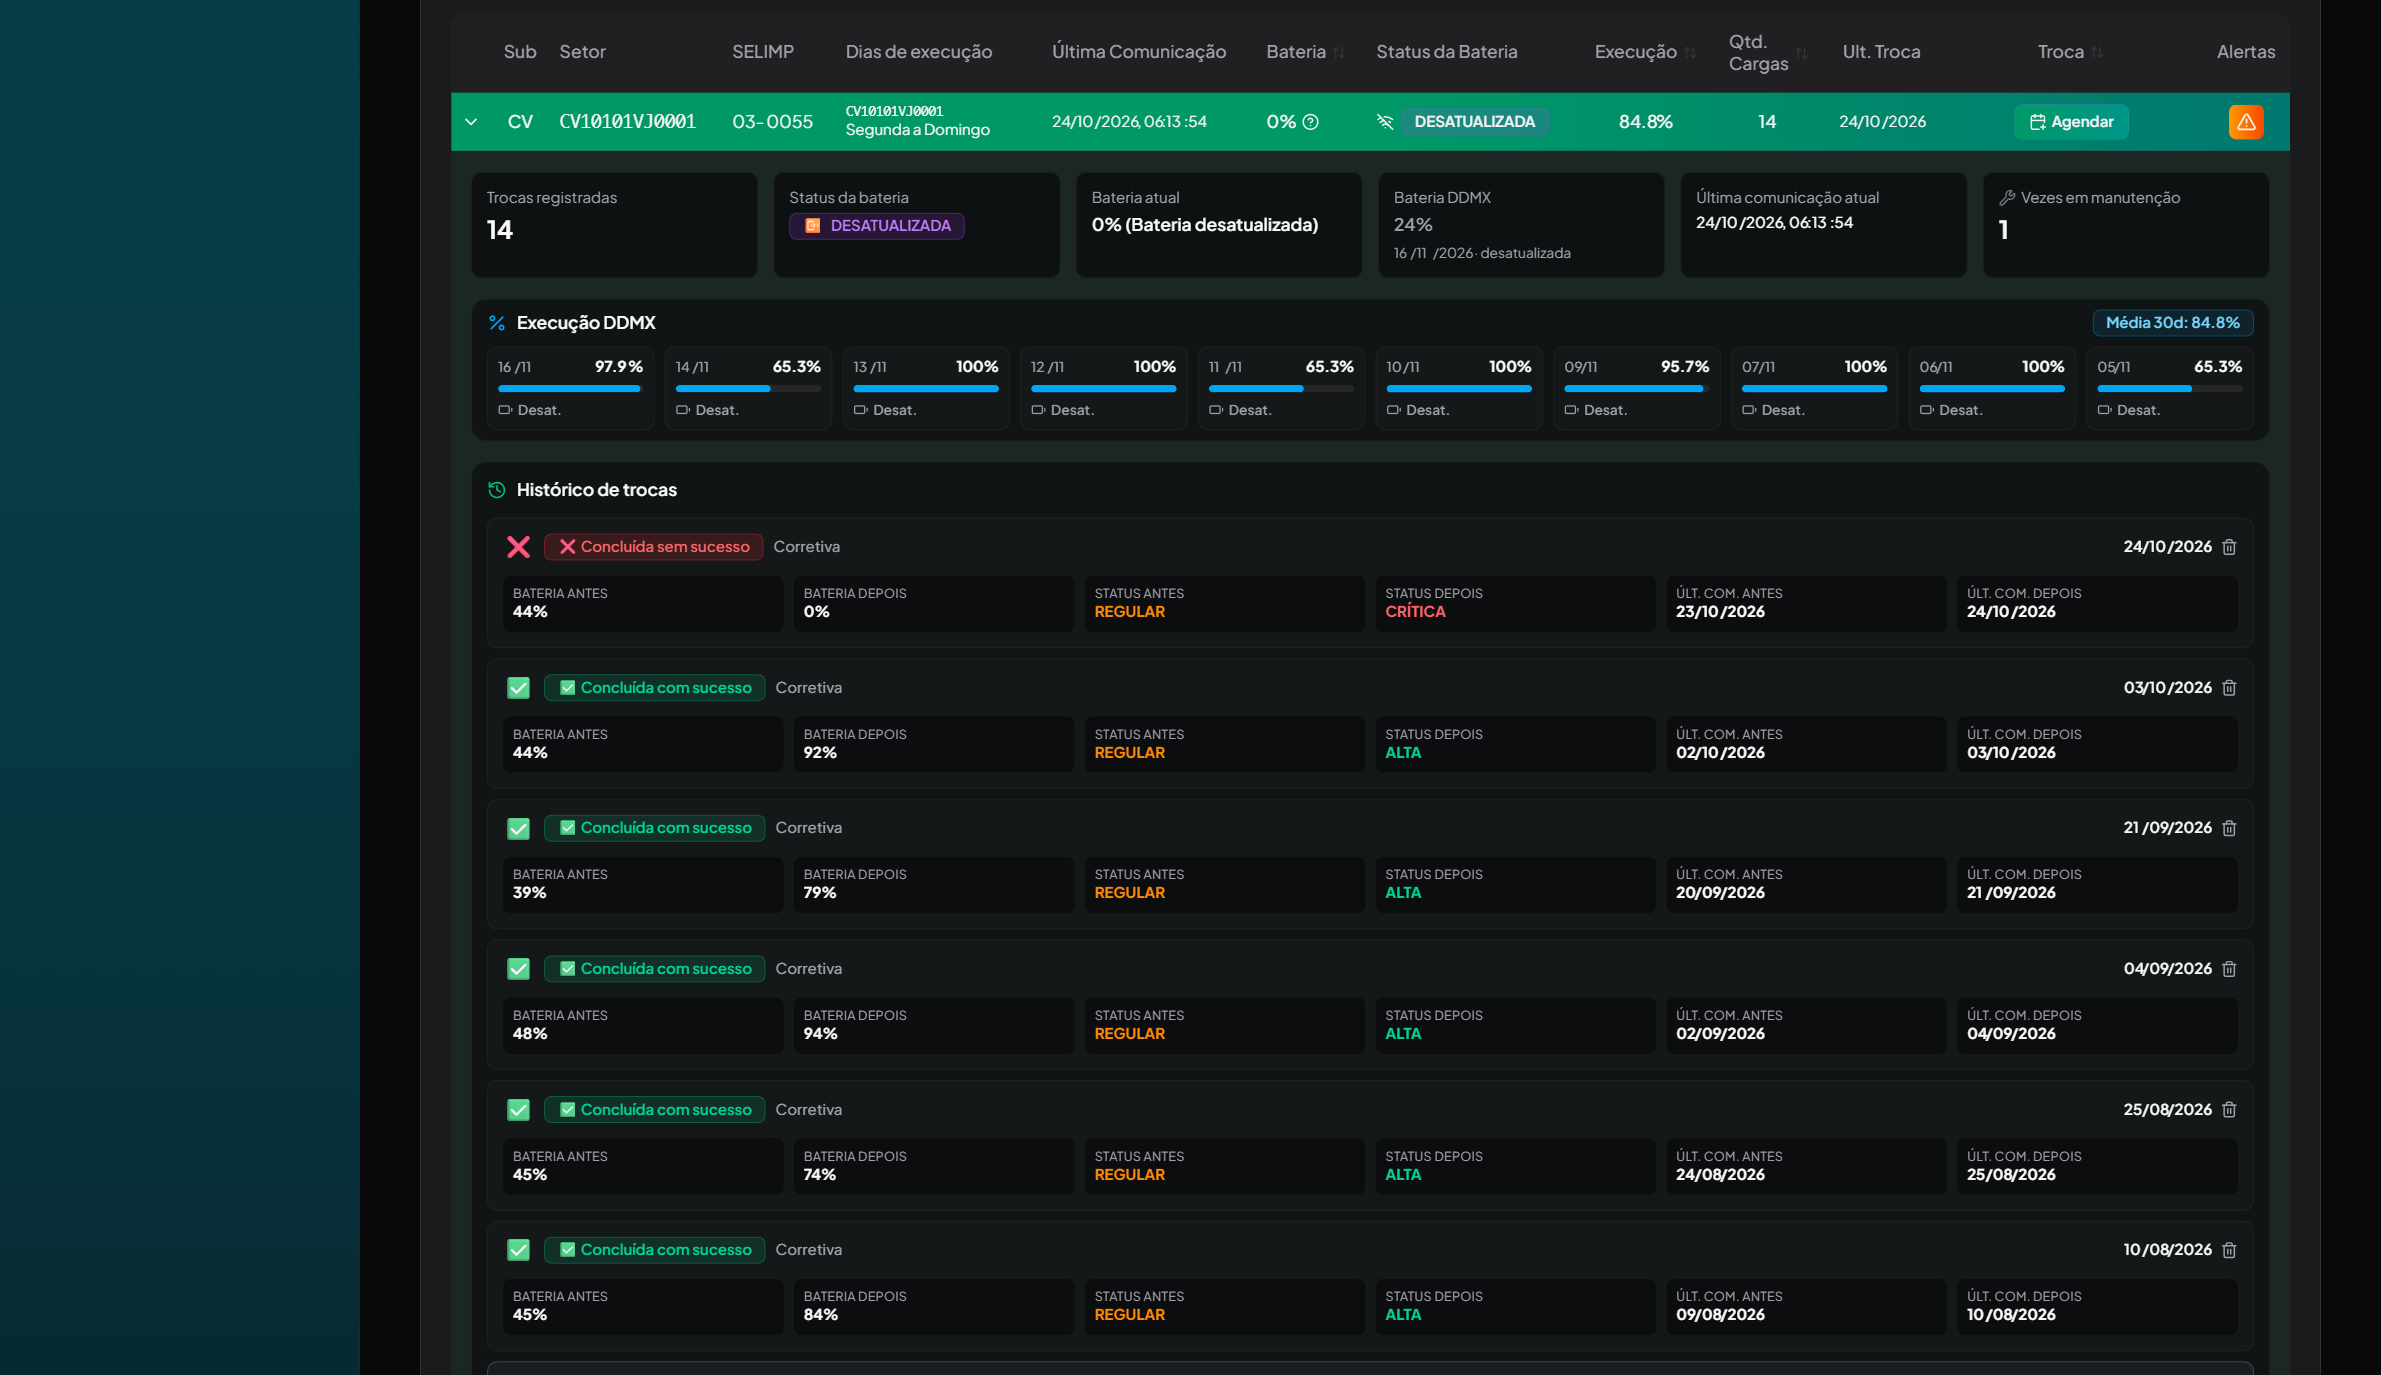 Sub Setor SELIMP Dias de execução Última Comunicação Bateria Status da Bateria Execução Qtd. Cargas Ult. Troca Troca Alertas
CV CV10101VJ0001 03-0055 CV10101VJ0001 Segunda a Domingo 24/10/2026, 06:13:54 0% DESATUALIZADA 84.8% 14 24/10/2026 Agendar
Trocas registradas
14
Status da bateria
DESATUALIZADA
Bateria atual
0% (Bateria desatualizada)
Bateria DDMX
24%
16/11/2026 · desatualizada
Última comunicação atual
24/10/2026, 06:13:54
Vezes em manutenção
1
Execução DDMX Média 30d: 84.8%
16/11 97.9% 14/11 65.3% 13/11 100% 12/11 100% 11/11 65.3% 10/11 100% 09/11 95.7% 07/11 100% 06/11 100% 05/11 65.3%
Desat. Desat. Desat. Desat. Desat. Desat. Desat. Desat. Desat. Desat.
Histórico de trocas
❌ ❌ Concluída sem sucesso Corretiva 24/10/2026
BATERIA ANTES BATERIA DEPOIS STATUS ANTES STATUS DEPOIS ÚLT. COM. ANTES ÚLT. COM. DEPOIS
44% 0% REGULAR CRÍTICA 23/10/2026 24/10/2026
✅ ✅ Concluída com sucesso Corretiva 03/10/2026
BATERIA ANTES BATERIA DEPOIS STATUS ANTES STATUS DEPOIS ÚLT. COM. ANTES ÚLT. COM. DEPOIS
44% 92% REGULAR ALTA 02/10/2026 03/10/2026
✅ ✅ Concluída com sucesso Corretiva 21/09/2026
BATERIA ANTES BATERIA DEPOIS STATUS ANTES STATUS DEPOIS ÚLT. COM. ANTES ÚLT. COM. DEPOIS
39% 79% REGULAR ALTA 20/09/2026 21/09/2026
✅ ✅ Concluída com sucesso Corretiva 04/09/2026
BATERIA ANTES BATERIA DEPOIS STATUS ANTES STATUS DEPOIS ÚLT. COM. ANTES ÚLT. COM. DEPOIS
48% 94% REGULAR ALTA 02/09/2026 04/09/2026
✅ ✅ Concluída com sucesso Corretiva 25/08/2026
BATERIA ANTES BATERIA DEPOIS STATUS ANTES STATUS DEPOIS ÚLT. COM. ANTES ÚLT. COM. DEPOIS
45% 74% REGULAR ALTA 24/08/2026 25/08/2026
✅ ✅ Concluída com sucesso Corretiva 10/08/2026
BATERIA ANTES BATERIA DEPOIS STATUS ANTES STATUS DEPOIS ÚLT. COM. ANTES ÚLT. COM. DEPOIS
45% 84% REGULAR ALTA 09/08/2026 10/08/2026